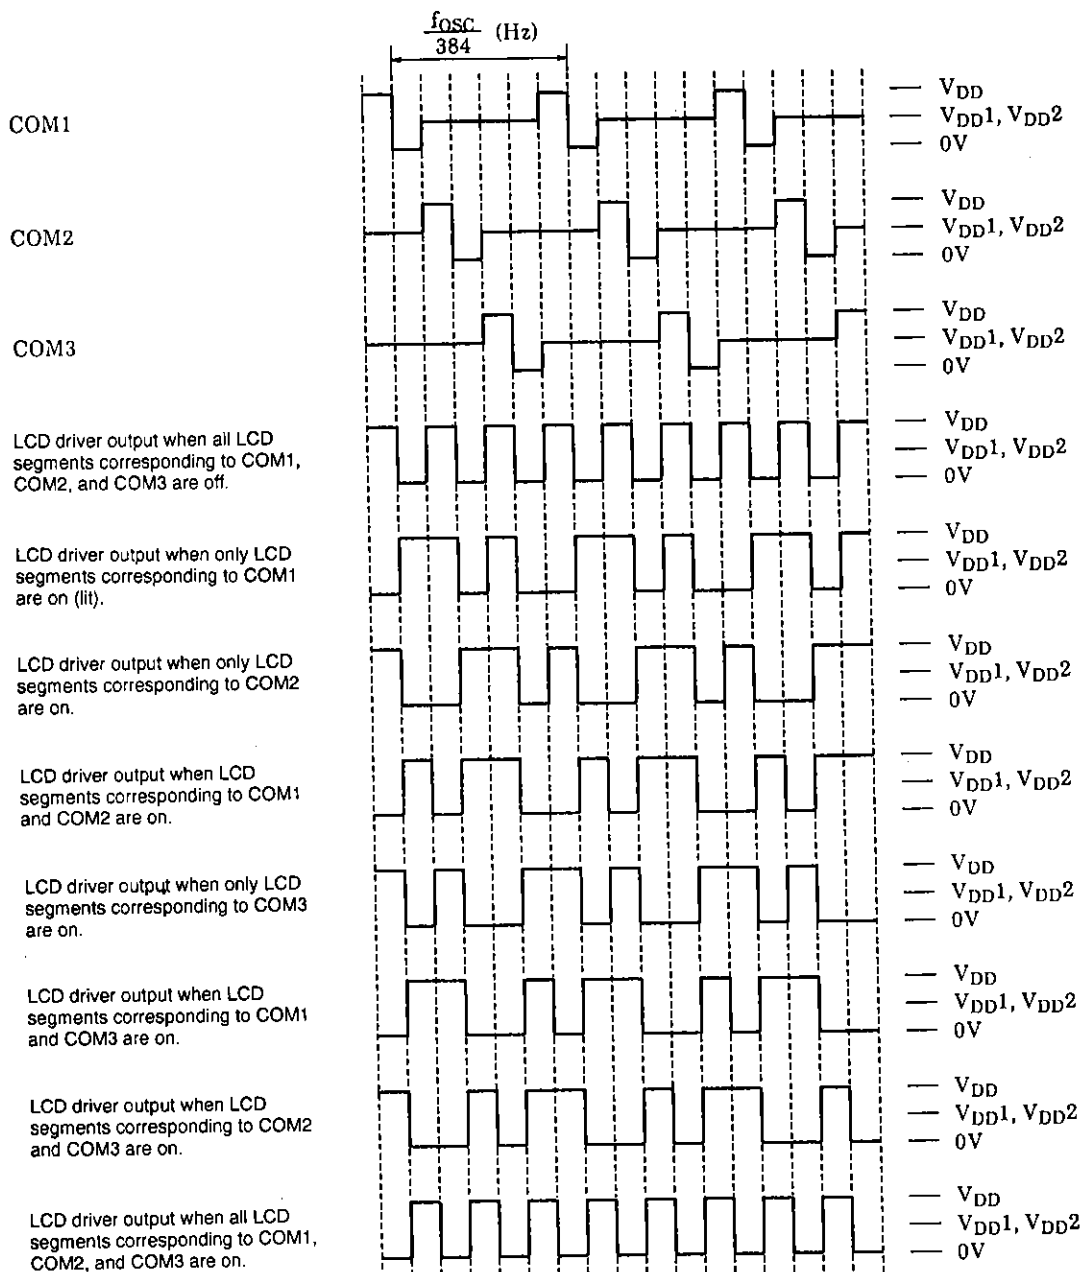 fOSC
384 (Hz)
COM1
VDD
VDD1, VDD2
0V
COM2
VDD
VDD1, VDD2
0V
COM3
VDD
VDD1, VDD2
0V
LCD driver output when all LCD
segments corresponding to COM1,
COM2, and COM3 are off.
VDD
VDD1, VDD2
0V
LCD driver output when only LCD
segments corresponding to COM1
are on (lit).
VDD
VDD1, VDD2
0V
LCD driver output when only LCD
segments corresponding to COM2
are on.
VDD
VDD1, VDD2
0V
LCD driver output when LCD
segments corresponding to COM1
and COM2 are on.
VDD
VDD1, VDD2
0V
LCD driver output when only LCD
segments corresponding to COM3
are on.
VDD
VDD1, VDD2
0V
LCD driver output when LCD
segments corresponding to COM1
and COM3 are on.
VDD
VDD1, VDD2
0V
LCD driver output when LCD
segments corresponding to COM2
and COM3 are on.
VDD
VDD1, VDD2
0V
LCD driver output when all LCD
segments corresponding to COM1,
COM2, and COM3 are on.
VDD
VDD1, VDD2
0V